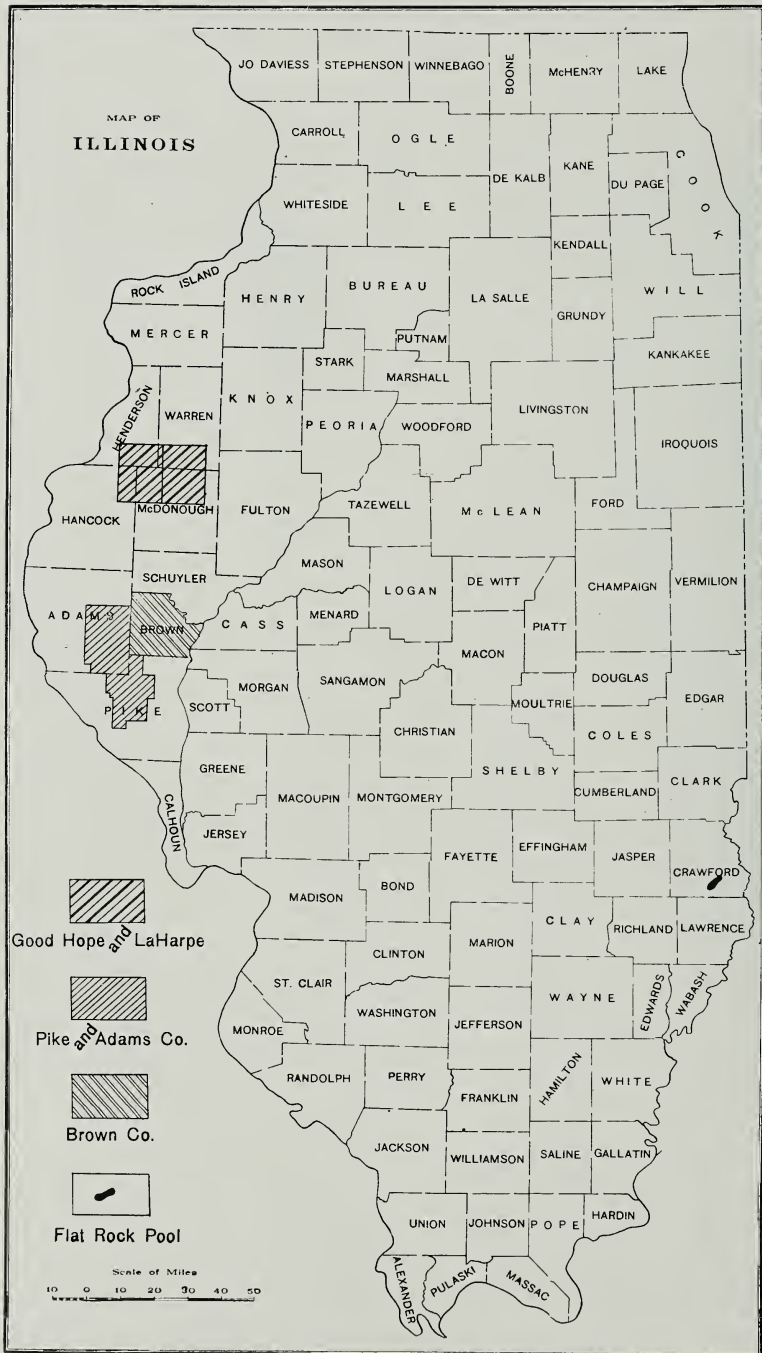 MAP OF
ILLINOIS
JO DAVIESS
STEPHENSON
WINNEBAGO
BOONE
McHENRY
LAKE
CARROLL
OGLE
DE KALB
KANE
DU PAGE
COOK
WHITESIDE
LEE
KENDALL
ROCK ISLAND
HENRY
BUREAU
LA SALLE
GRUNDY
WILL
MERCER
PUTNAM
KANKAKEE
STARK
MARSHALL
HENDERSON
WARREN
KNOX
PEORIA
WOODFORD
LIVINGSTON
IROQUOIS
HANCOCK
McDONOUGH
FULTON
TAZEWELL
McLEAN
FORD
MASON
SCHUYLER
LOGAN
DE WITT
CHAMPAIGN
VERMILION
ADAMS
BROWN
CASS
MENARD
PIATT
MACON
PIKE
SCOTT
MORGAN
SANGAMON
DOUGLAS
EDGAR
MOULTRIE
CHRISTIAN
COLES
GREENE
SHELBY
CLARK
CALHOUN
MACOUPIN
MONTGOMERY
CUMBERLAND
JERSEY
FAYETTE
EFFINGHAM
JASPER
CRAWFORD
MADISON
BOND
CLAY
RICHLAND
LAWRENCE
Good Hope and LaHarpe
CLINTON
MARION
ST. CLAIR
WAYNE
EDWARDS
WABASH
WASHINGTON
JEFFERSON
MONROE
Pike and Adams Co.
RANDOLPH
PERRY
HAMILTON
WHITE
FRANKLIN
Brown Co.
JACKSON
WILLIAMSON
SALINE
GALLATIN
Flat Rock Pool
UNION
JOHNSON
POPE
HARDIN
ALEXANDER
PULASKI
MASSAC
Scale of Miles
10 0 10 20 30 40 50